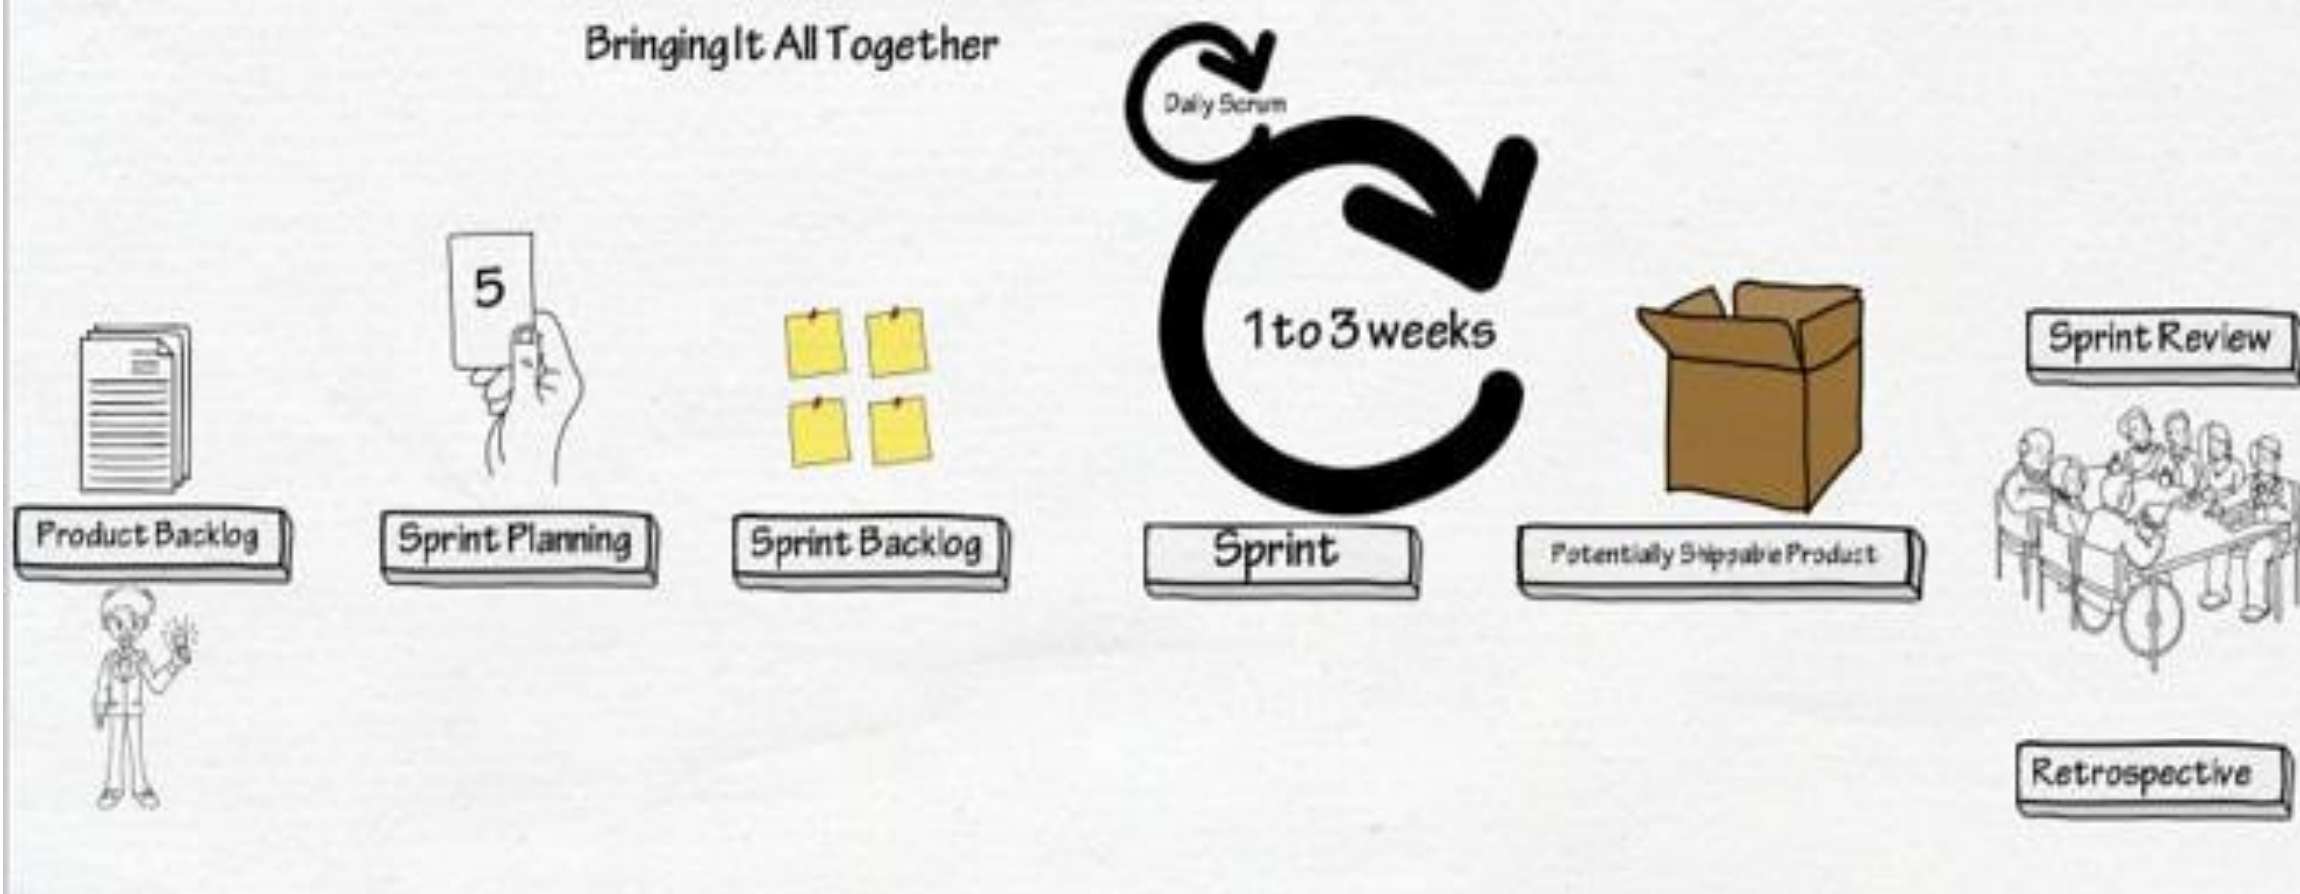 Bringing It All Together
Daily Scrum
5
1 to 3 weeks
Sprint Review
Product Backlog
Sprint Planning
Sprint Backlog
Sprint
Potentially Shippable Product
Retrospective